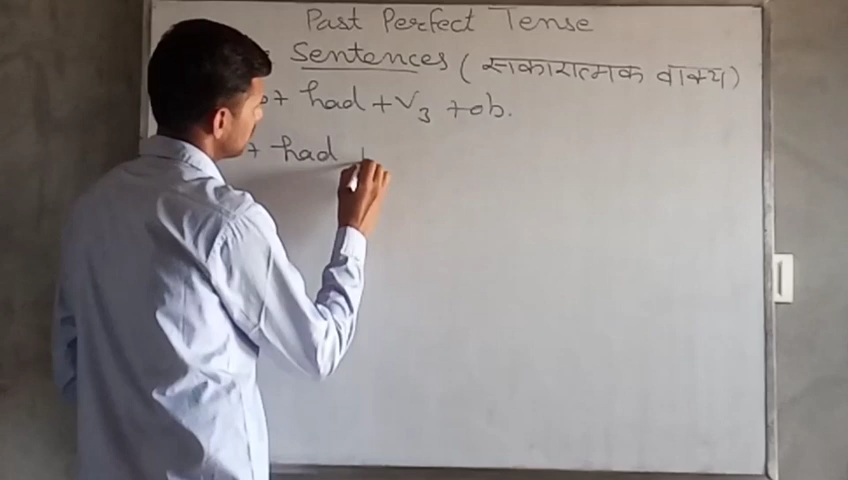 Past Perfect Tense
Sentences (सकारात्मक वाक्य)
+ had + V3 + ob.
+ had +